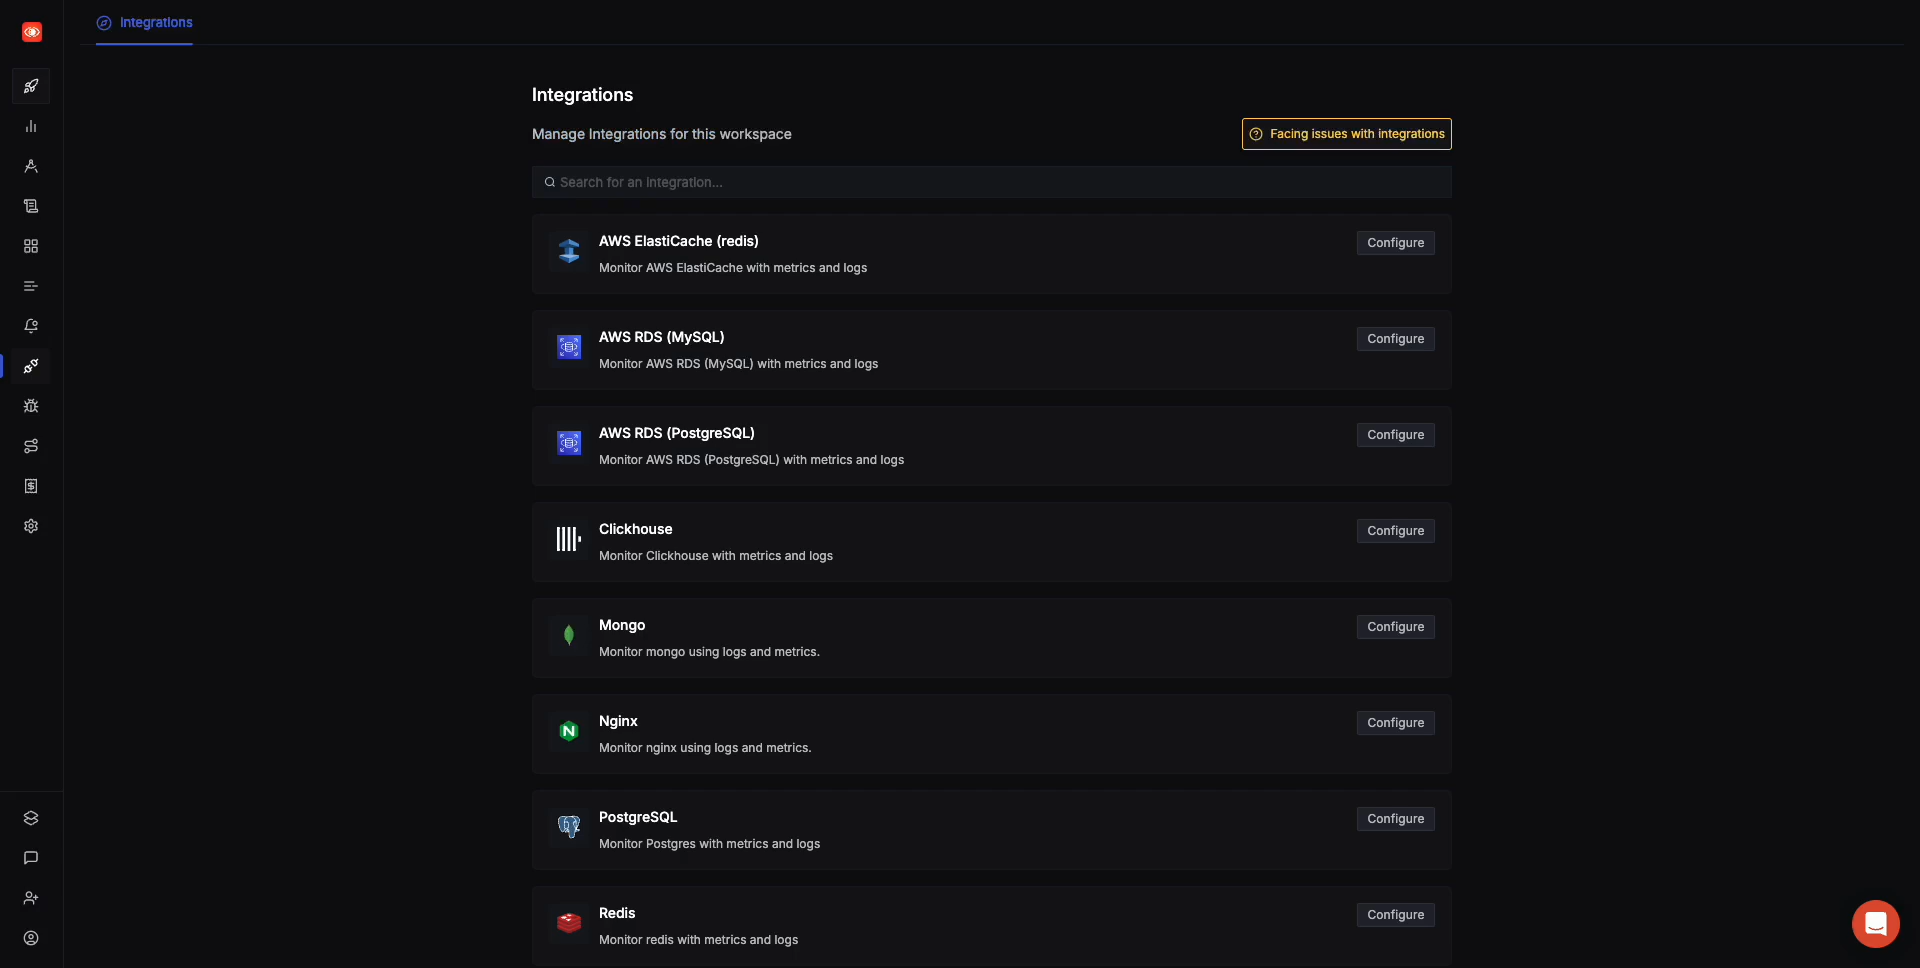 Integrations
Integrations
Manage Integrations for this workspace
Facing issues with integrations
Search for an integration...
AWS ElastiCache (redis)
Configure
Monitor AWS ElastiCache with metrics and logs
AWS RDS (MySQL)
Configure
Monitor AWS RDS (MySQL) with metrics and logs
AWS RDS (PostgreSQL)
Configure
Monitor AWS RDS (PostgreSQL) with metrics and logs
Clickhouse
Configure
Monitor Clickhouse with metrics and logs
Mongo
Configure
Monitor mongo using logs and metrics.
Nginx
Configure
Monitor nginx using logs and metrics.
PostgreSQL
Configure
Monitor Postgres with metrics and logs
Redis
Configure
Monitor redis with metrics and logs